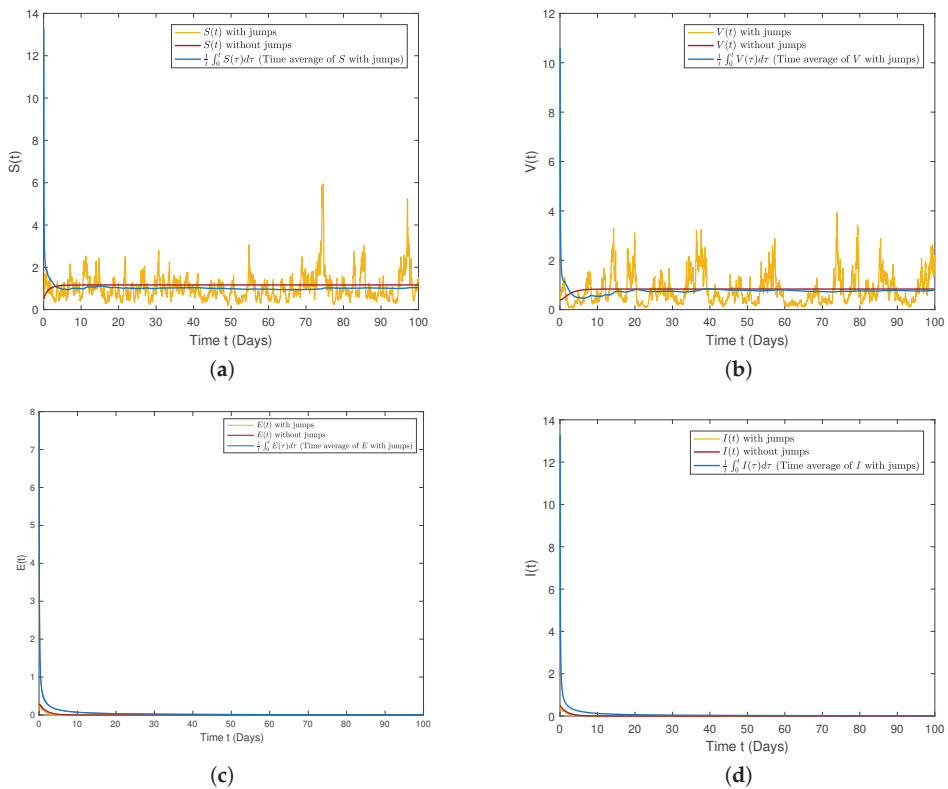 14
12
10
8
6
4
2
0
S(t)
S(t) with jumps
S(t) without jumps
1/t ∫₀ᵗ S(τ)dτ (Time average of S with jumps)
0 10 20 30 40 50 60 70 80 90 100
Time t (Days)
(a)
12
10
8
6
4
2
0
V(t)
V(t) with jumps
V(t) without jumps
1/t ∫₀ᵗ V(τ)dτ (Time average of V with jumps)
0 10 20 30 40 50 60 70 80 90 100
Time t (Days)
(b)
8
7
6
5
4
3
2
1
0
E(t)
E(t) with jumps
E(t) without jumps
1/t ∫₀ᵗ E(τ)dτ (Time average of E with jumps)
0 10 20 30 40 50 60 70 80 90 100
Time t (Days)
(c)
14
12
10
8
6
4
2
0
I(t)
I(t) with jumps
I(t) without jumps
1/t ∫₀ᵗ I(τ)dτ (Time average of I with jumps)
0 10 20 30 40 50 60 70 80 90 100
Time t (Days)
(d)